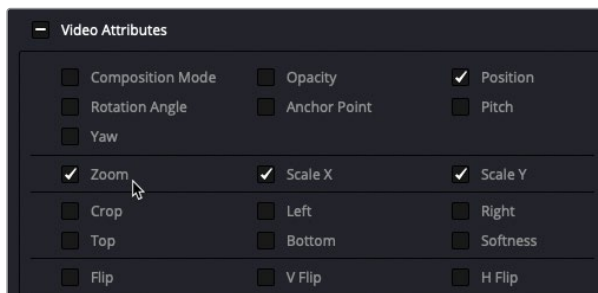 Video Attributes
Composition Mode Opacity Position
Rotation Angle Anchor Point Pitch
Yaw
Zoom Scale X Scale Y
Crop Left Right
Top Bottom Softness
Flip V Flip H Flip